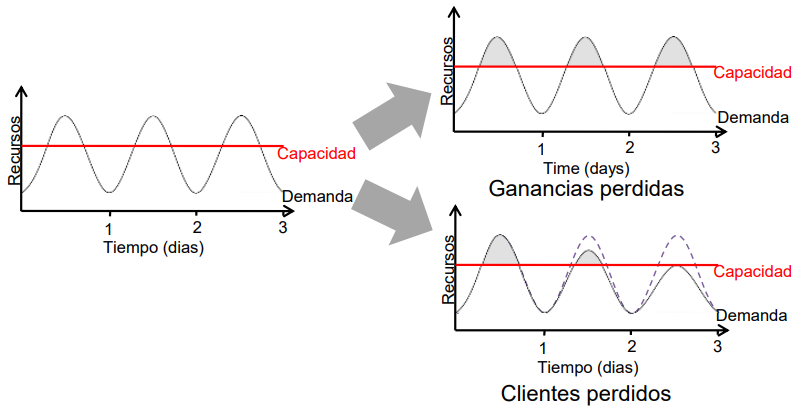 Recursos
Capacidad
Demanda
1 2 3
Tiempo (dias)
Recursos
Capacidad
Demanda
1 2 3
Time (days)
Ganancias perdidas
Recursos
Capacidad
Demanda
1 2 3
Tiempo (dias)
Clientes perdidos